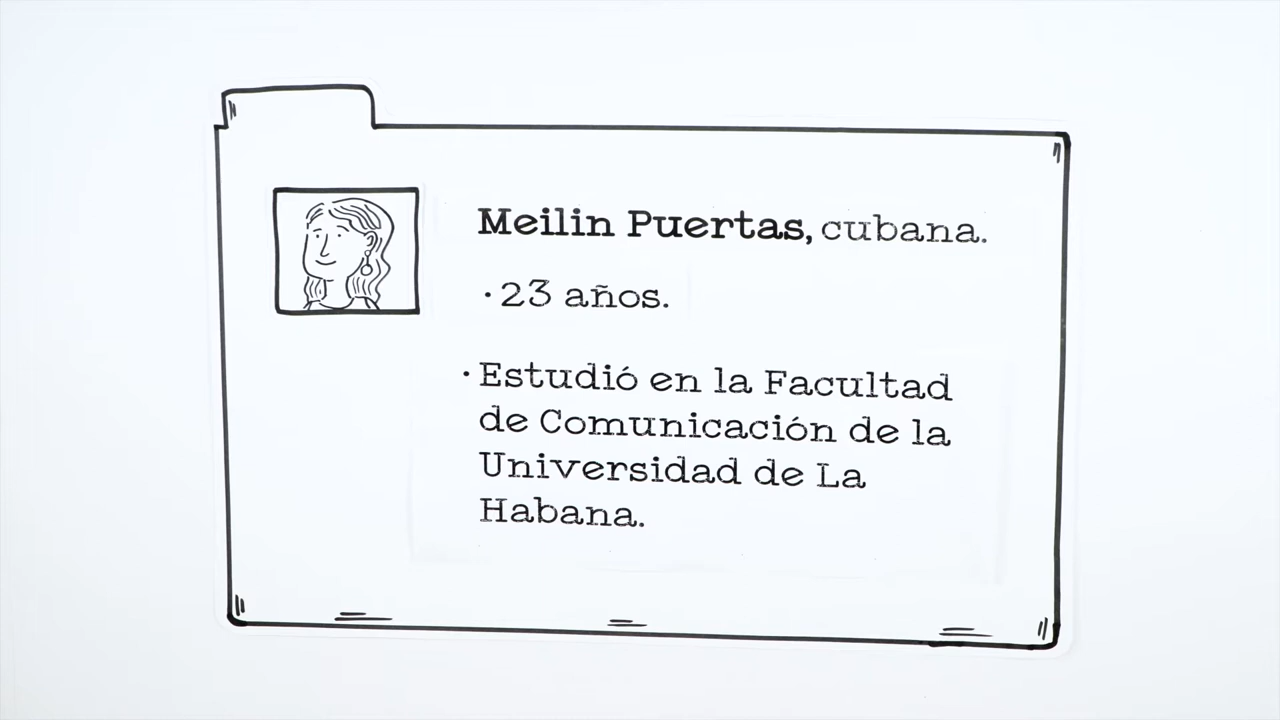 Meilin Puertas, cubana.
· 23 años.
· Estudió en la Facultad
de Comunicación de la
Universidad de La
Habana.